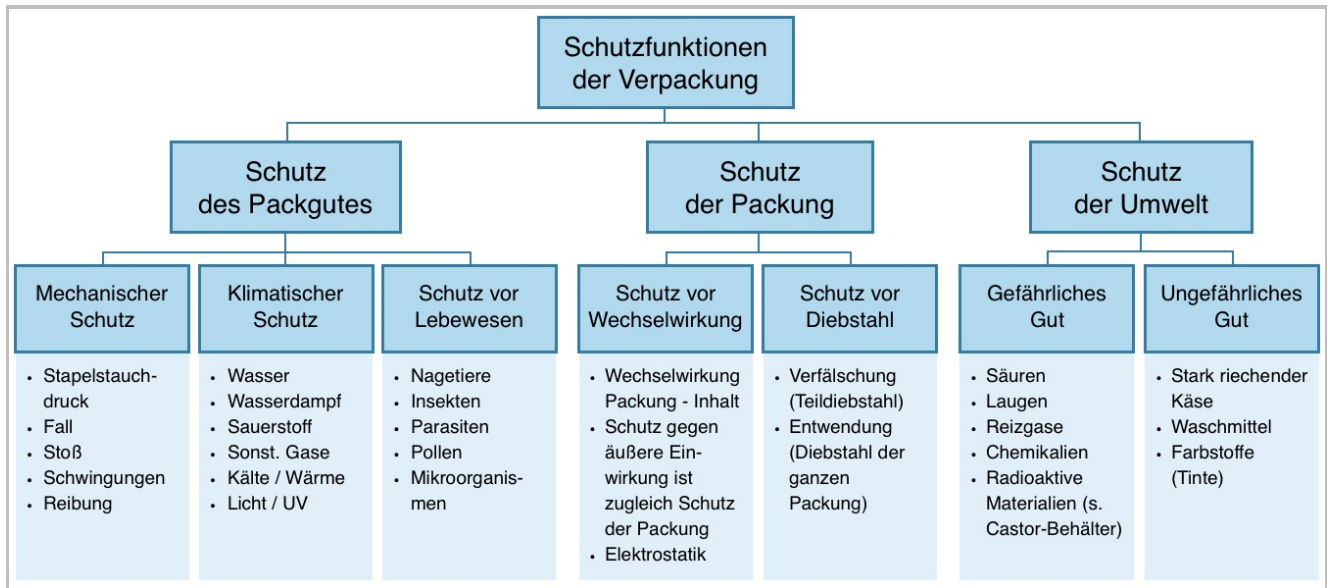 Schutzfunktionen
der Verpackung
Schutz
des Packgutes
Schutz
der Packung
Schutz
der Umwelt
Mechanischer
Schutz
Klimatischer
Schutz
Schutz vor
Lebewesen
Schutz vor
Wechselwirkung
Schutz vor
Diebstahl
Gefährliches
Gut
Ungefährliches
Gut
• Stapelstauch-
druck
• Fall
• Stoß
• Schwingungen
• Reibung
• Wasser
• Wasserdampf
• Sauerstoff
• Sonst. Gase
• Kälte / Wärme
• Licht / UV
• Nagetiere
• Insekten
• Parasiten
• Pollen
• Mikroorganis-
men
• Wechselwirkung
Packung - Inhalt
• Schutz gegen
äußere Ein-
wirkung ist
zugleich Schutz
der Packung
• Elektrostatik
• Verfälschung
(Teildiebstahl)
• Entwendung
(Diebstahl der
ganzen
Packung)
• Säuren
• Laugen
• Reizgase
• Chemikalien
• Radioaktive
Materialien (s.
Castor-Behälter)
• Stark riechender
Käse
• Waschmittel
• Farbstoffe
(Tinte)